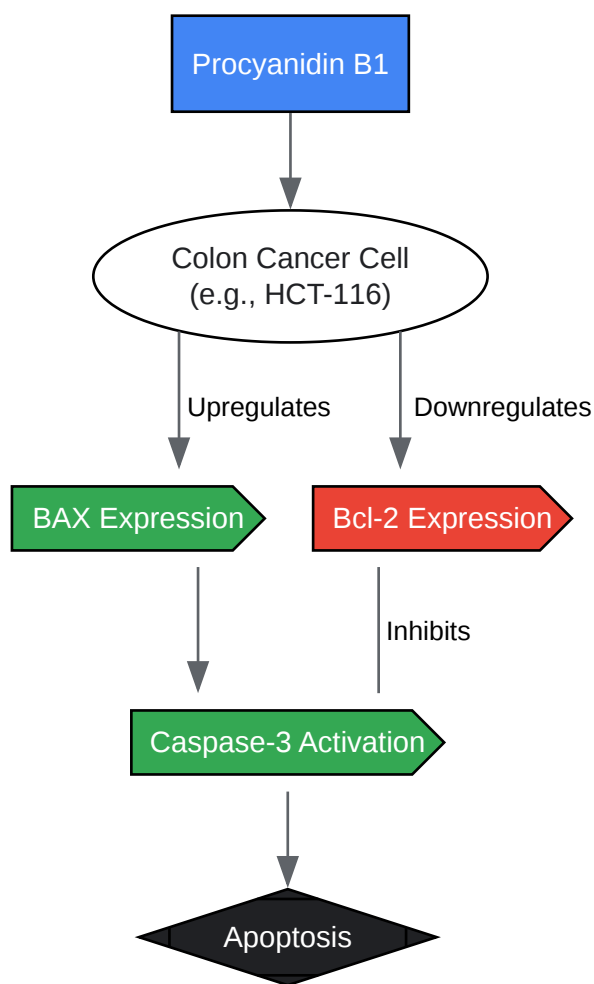 Procyanidin B1
Colon Cancer Cell
(e.g., HCT-116)
Upregulates
Downregulates
BAX Expression
Bcl-2 Expression
Inhibits
Caspase-3 Activation
Apoptosis